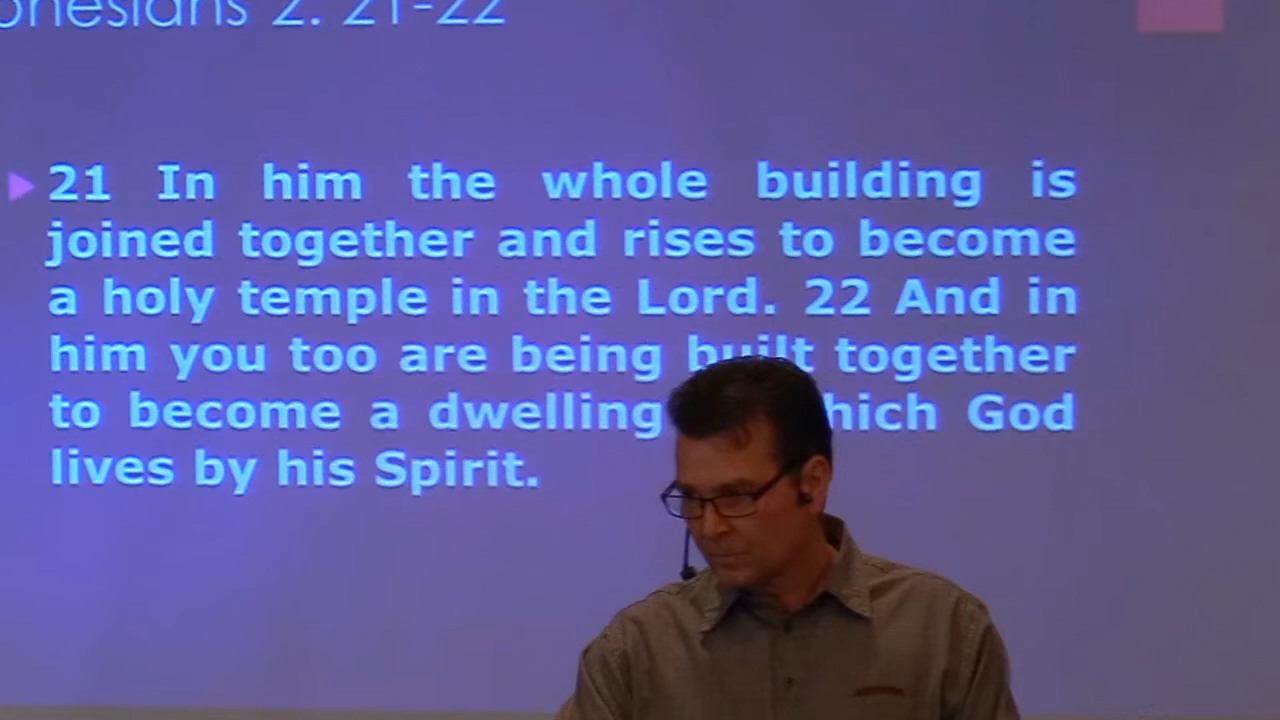 phesians 2: 21-22
21 In him the whole building is
joined together and rises to become
a holy temple in the Lord. 22 And in
him you too are being built together
to become a dwelling hich God
lives by his Spirit.